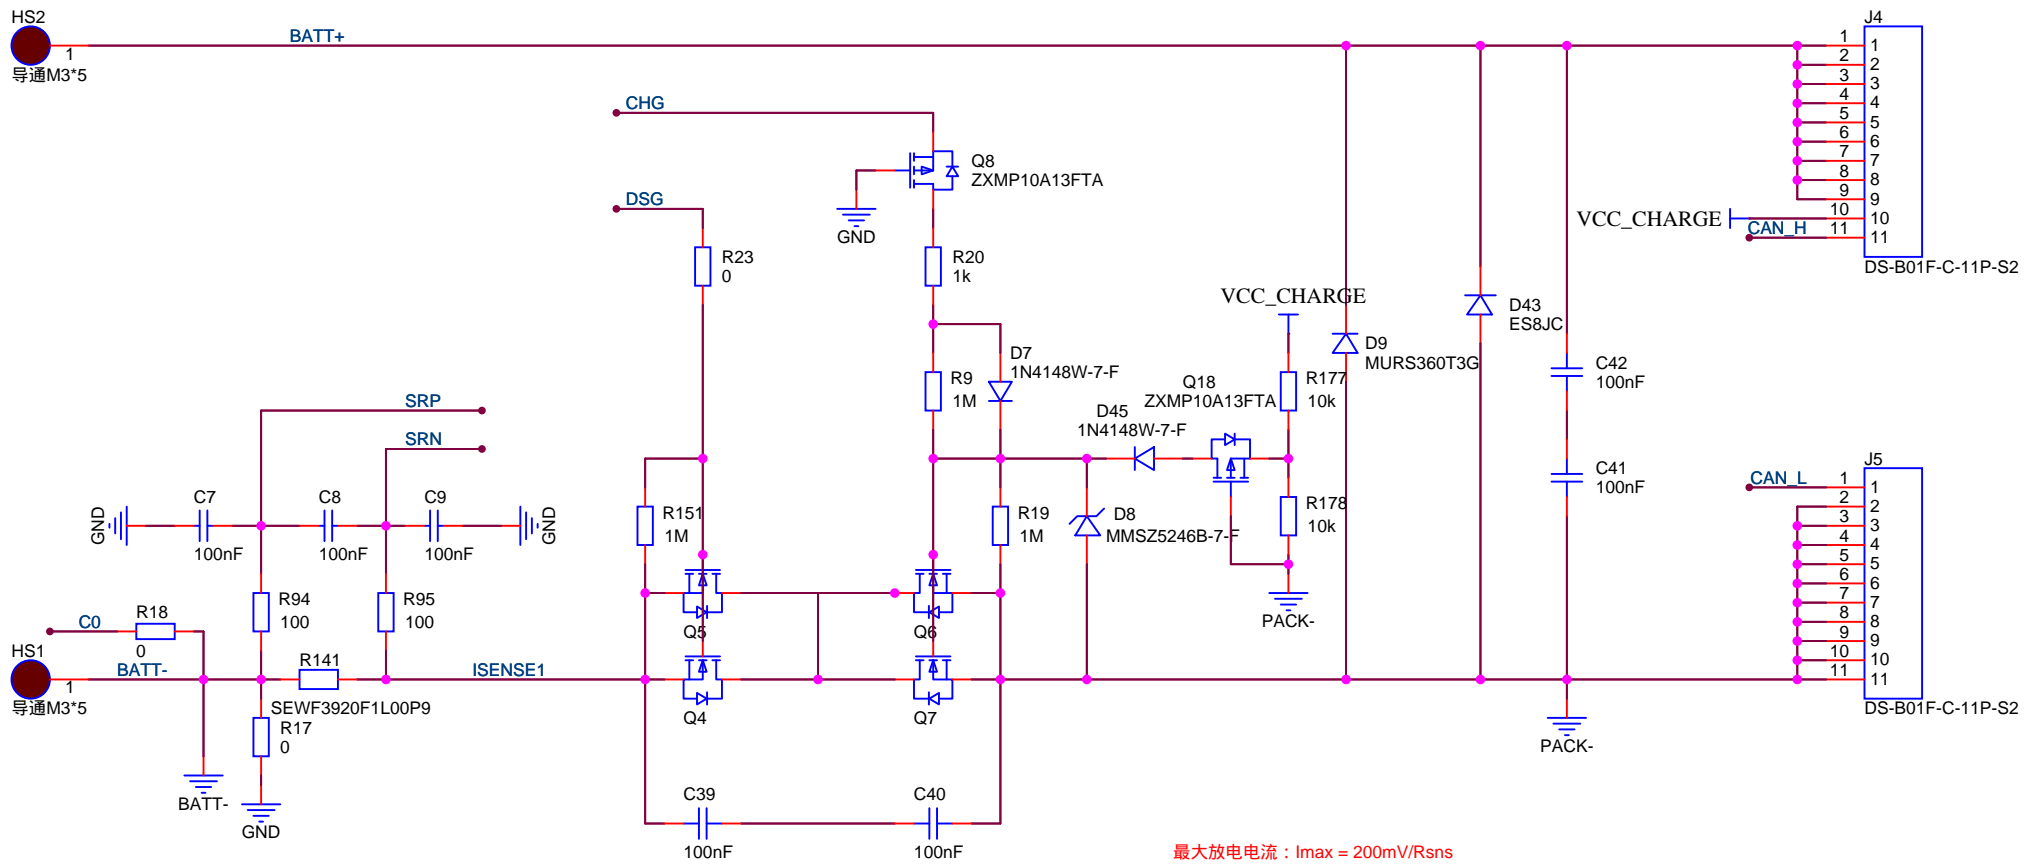 HS2
1
导通M3*5
BATT+
J4
1 1
2 2
3 3
4 4
5 5
6 6
7 7
8 8
9 9
10 10
11 11
VCC_CHARGE
CAN_H
DS-B01F-C-11P-S2
CHG
Q8
ZXMP10A13FTA
GND
DSG
R23
0
R20
1k
VCC_CHARGE
D43
ES8JC
D9
MURS360T3G
D7
1N4148W-7-F
R9
1M
Q18
ZXMP10A13FTA
R177
10k
C42
100nF
D45
1N4148W-7-F
SRP
SRN
C41
100nF
J5
CAN_L
1 1
2 2
3 3
4 4
5 5
6 6
7 7
8 8
9 9
10 10
11 11
DS-B01F-C-11P-S2
GND
C7
100nF
C8
100nF
C9
100nF
GND
R151
1M
R19
1M
D8
MMSZ5246B-7-F
R178
10k
PACK-
R94
100
R95
100
C0
R18
0
HS1
1
导通M3*5
BATT-
R141
SEWF3920F1L00P9
ISENSE1
Q5
Q6
Q4
Q7
R17
0
BATT-
GND
PACK-
C39
100nF
C40
100nF
最大放电电流：Imax = 200mV/Rsns